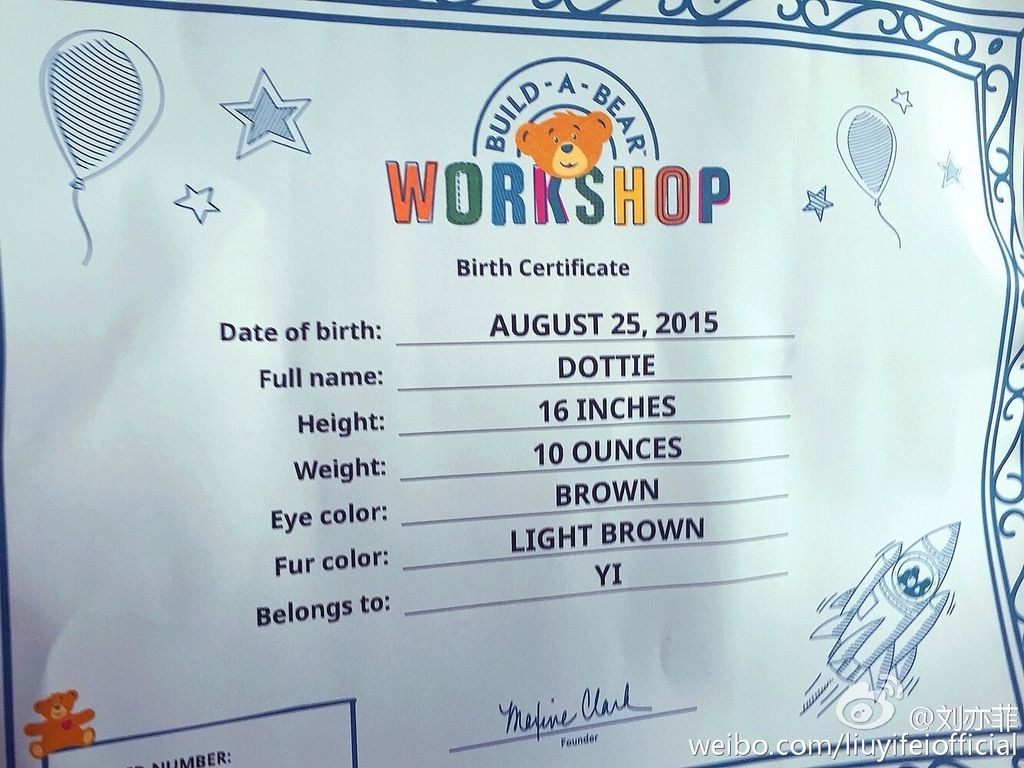 BUILD-A-BEAR
WORKSHOP
Birth Certificate
Date of birth: AUGUST 25, 2015
Full name: DOTTIE
Height: 16 INCHES
Weight: 10 OUNCES
Eye color: BROWN
Fur color: LIGHT BROWN
Belongs to: YI
Maxine Clark
Founder
NUMBER:
@刘亦菲
weibo.com/liuyifeiofficial